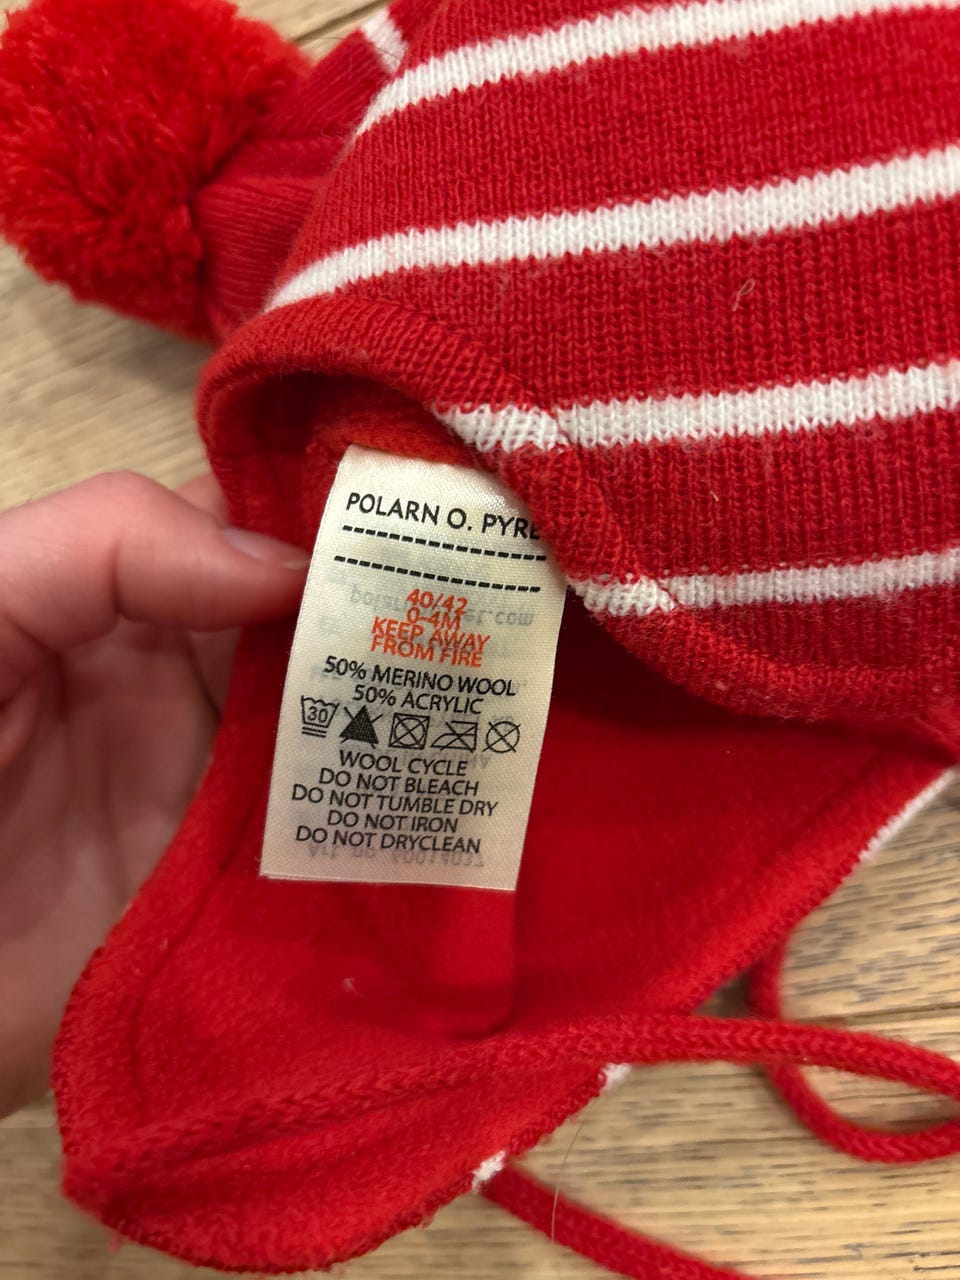 POLARN O. PYRE
40/42
0-4M
KEEP AWAY
FROM FIRE
50% MERINO WOOL
50% ACRYLIC
30
WOOL CYCLE
DO NOT BLEACH
DO NOT TUMBLE DRY
DO NOT IRON
DO NOT DRYCLEAN